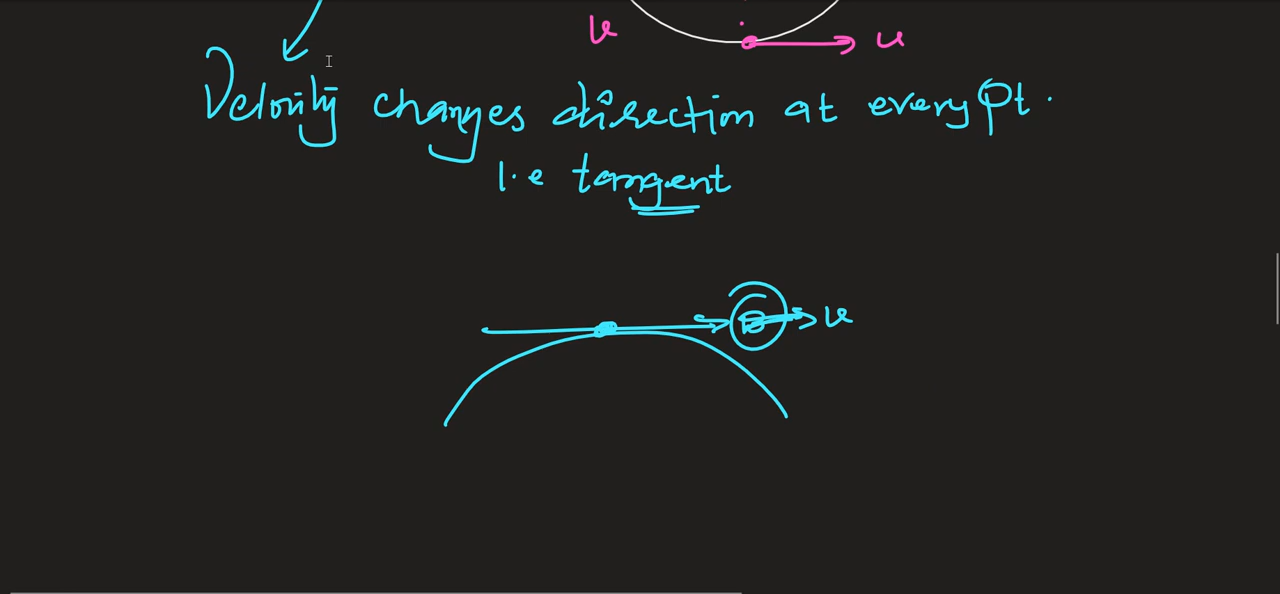 v u
Velocity changes direction at every Pt.
I.e tangent
B v